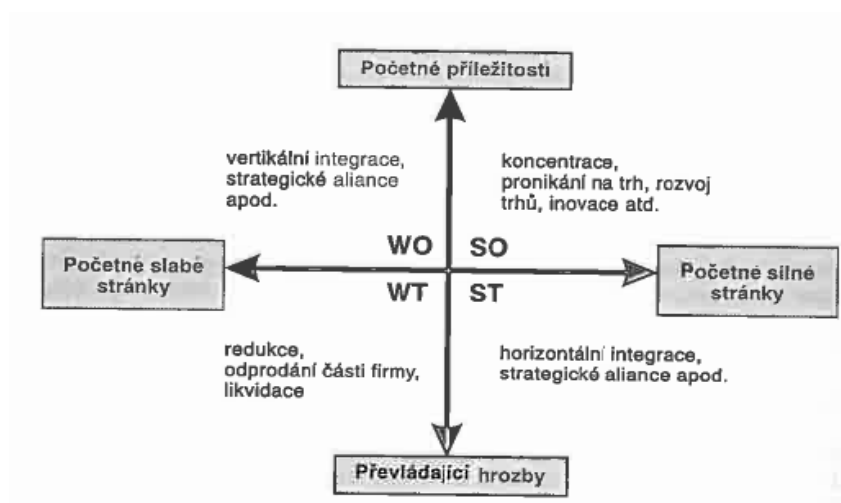 Početné příležitosti
vertikální integrace,
strategické aliance
apod.
koncentrace,
pronikání na trh, rozvoj
trhů, inovace atd.
WO SO
Početné slabé
stránky
Početné silné
stránky
WT ST
redukce,
odprodání části firmy,
likvidace
horizontální integrace,
strategické aliance apod.
Převládající hrozby